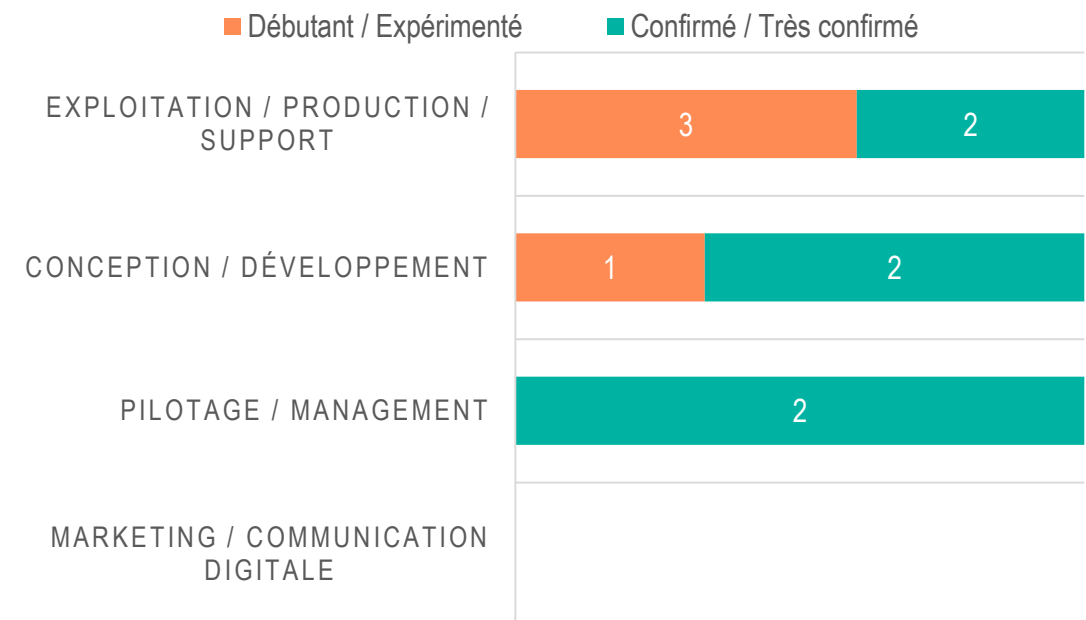 Débutant / Expérimenté Confirmé / Très confirmé
EXPLOITATION / PRODUCTION /
SUPPORT
3 2
CONCEPTION / DÉVELOPPEMENT
1 2
PILOTAGE / MANAGEMENT
2
MARKETING / COMMUNICATION
DIGITALE